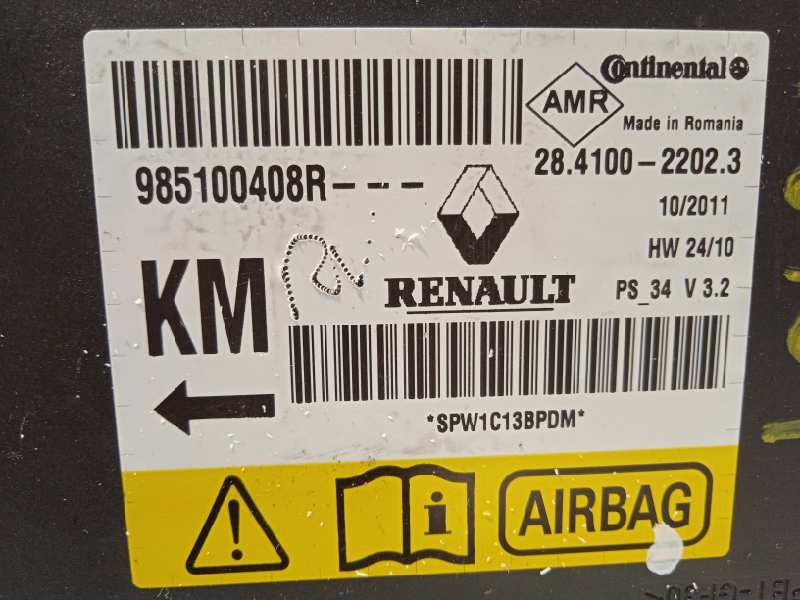 Continental
AMR
Made in Romania
985100408R---
28.4100-2202.3
10/2011
HW 24/10
KM
RENAULT
PS_34 V 3.2
*SPW1C13BPDM*
i
AIRBAG